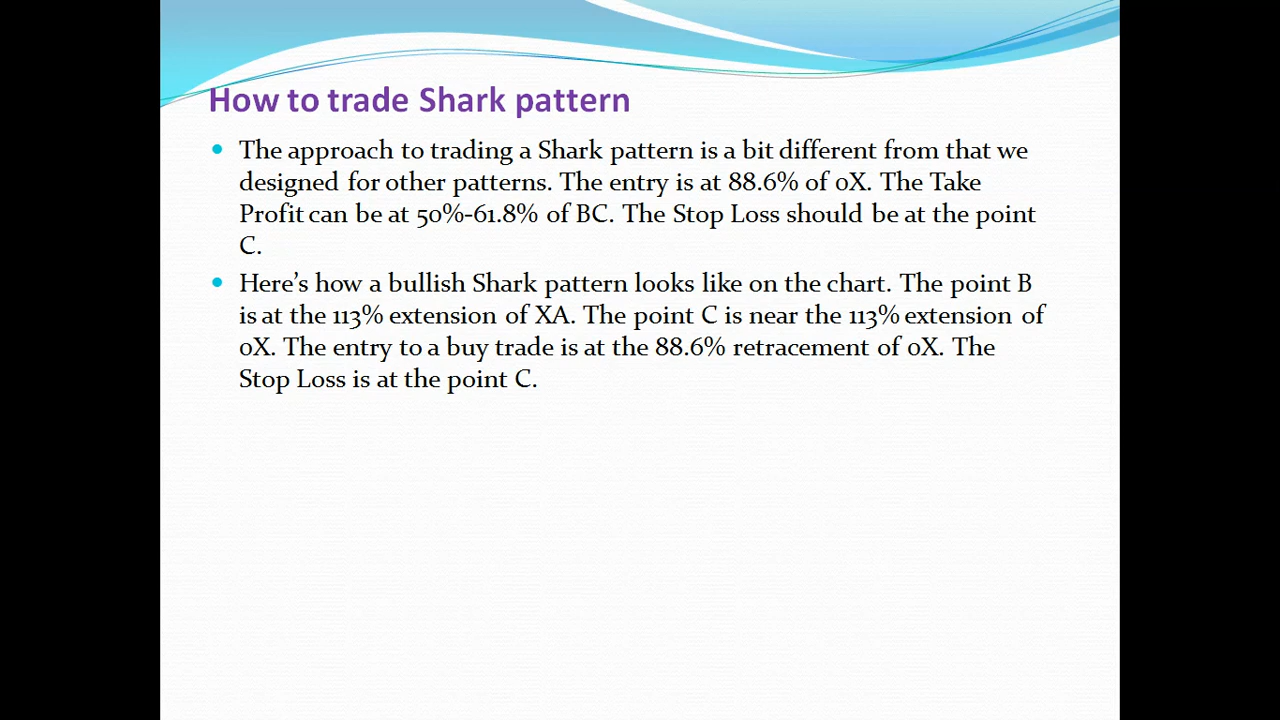 How to trade Shark pattern
• The approach to trading a Shark pattern is a bit different from that we
designed for other patterns. The entry is at 88.6% of 0X. The Take
Profit can be at 50%-61.8% of BC. The Stop Loss should be at the point
C.
• Here's how a bullish Shark pattern looks like on the chart. The point B
is at the 113% extension of XA. The point C is near the 113% extension of
0X. The entry to a buy trade is at the 88.6% retracement of 0X. The
Stop Loss is at the point C.